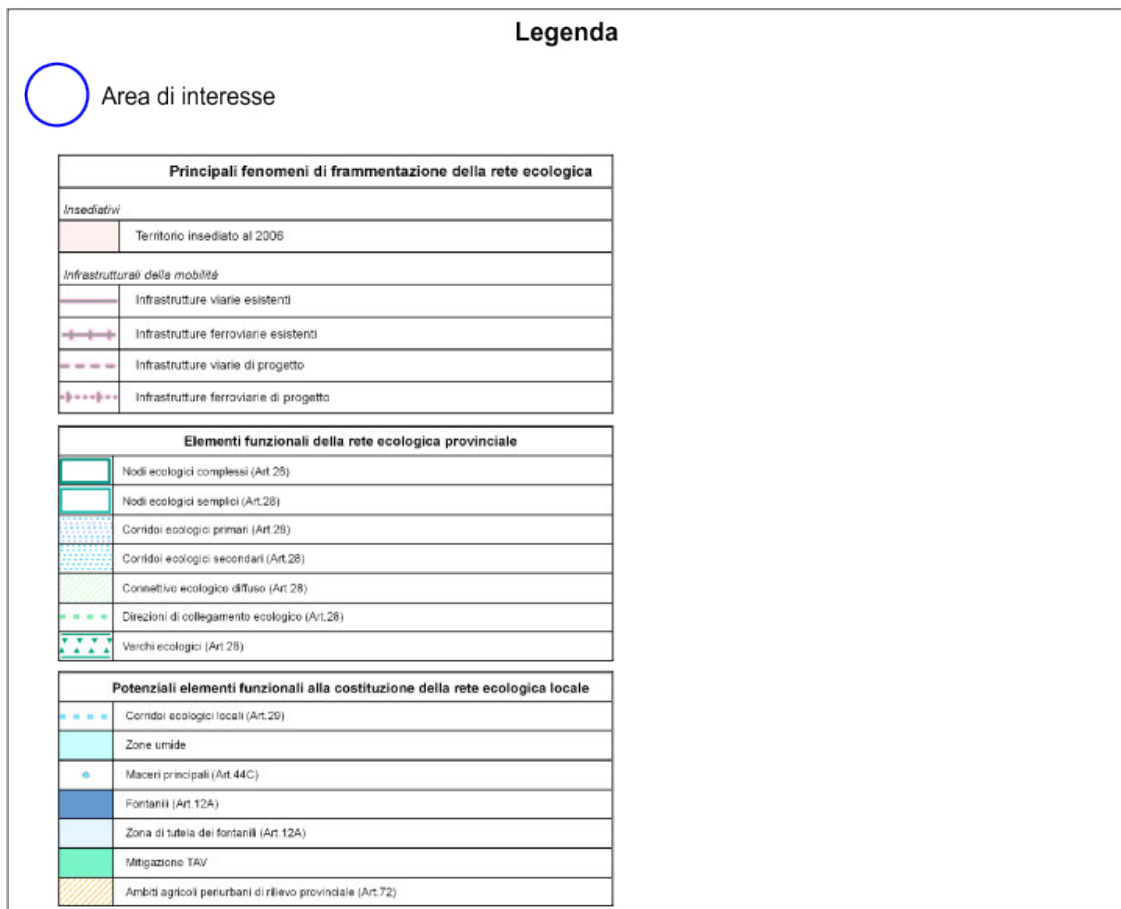 Legenda
Area di interesse
Principali fenomeni di frammentazione della rete ecologica
Insediativi
Territorio insediato al 2006
Infrastrutturali della mobilità
Infrastrutture viarie esistenti
Infrastrutture ferroviarie esistenti
Infrastrutture viarie di progetto
Infrastrutture ferroviarie di progetto
Elementi funzionali della rete ecologica provinciale
Nodi ecologici complessi (Art.28)
Nodi ecologici semplici (Art.28)
Corridoi ecologici primari (Art.28)
Corridoi ecologici secondari (Art.28)
Connettivo ecologico diffuso (Art.28)
Direzioni di collegamento ecologico (Art.28)
Varchi ecologici (Art.28)
Potenziali elementi funzionali alla costituzione della rete ecologica locale
Corridoi ecologici locali (Art.29)
Zone umide
Maceri principali (Art.44C)
Fontanili (Art.12A)
Zona di tutela dei fontanili (Art.12A)
Mitigazione TAV
Ambiti agricoli periurbani di rilievo provinciale (Art.72)